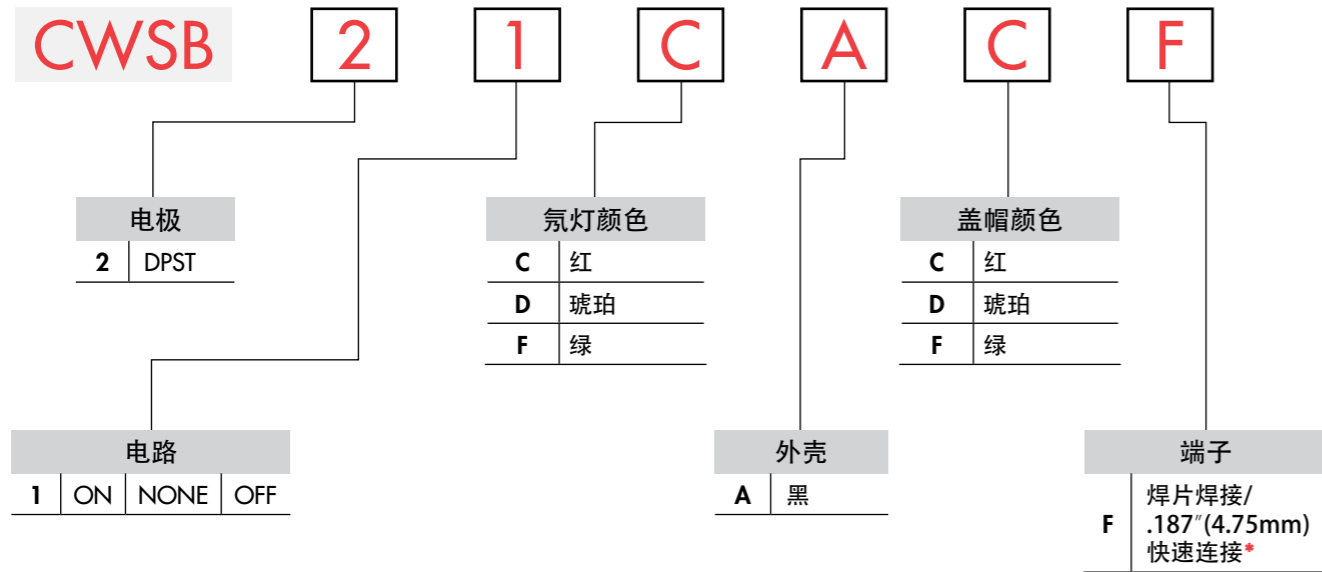 CWSB 2 1 C A C F
电极
2 DPST
氖灯颜色
C 红
D 琥珀
F 绿
盖帽颜色
C 红
D 琥珀
F 绿
电路
1 ON NONE OFF
外壳
A 黑
端子
F 焊片焊接/
.187″(4.75mm)
快速连接*